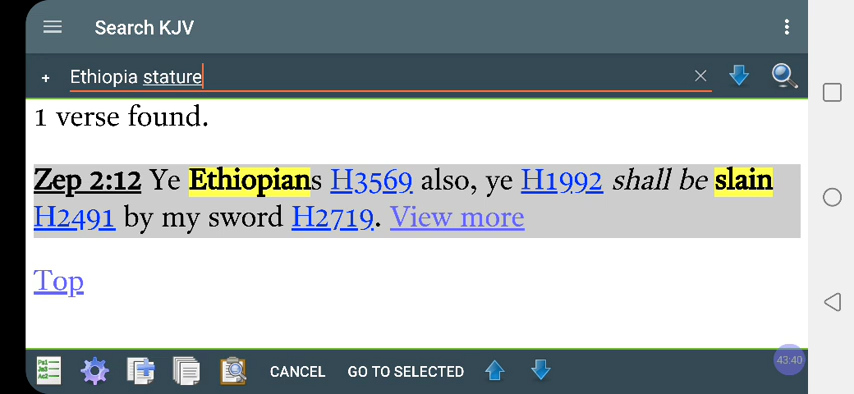 Search KJV
+ Ethiopia stature
1 verse found.
Zep 2:12 Ye Ethiopians H3569 also, ye H1992 shall be slain
H2491 by my sword H2719. View more
Top
CANCEL GO TO SELECTED
43:40